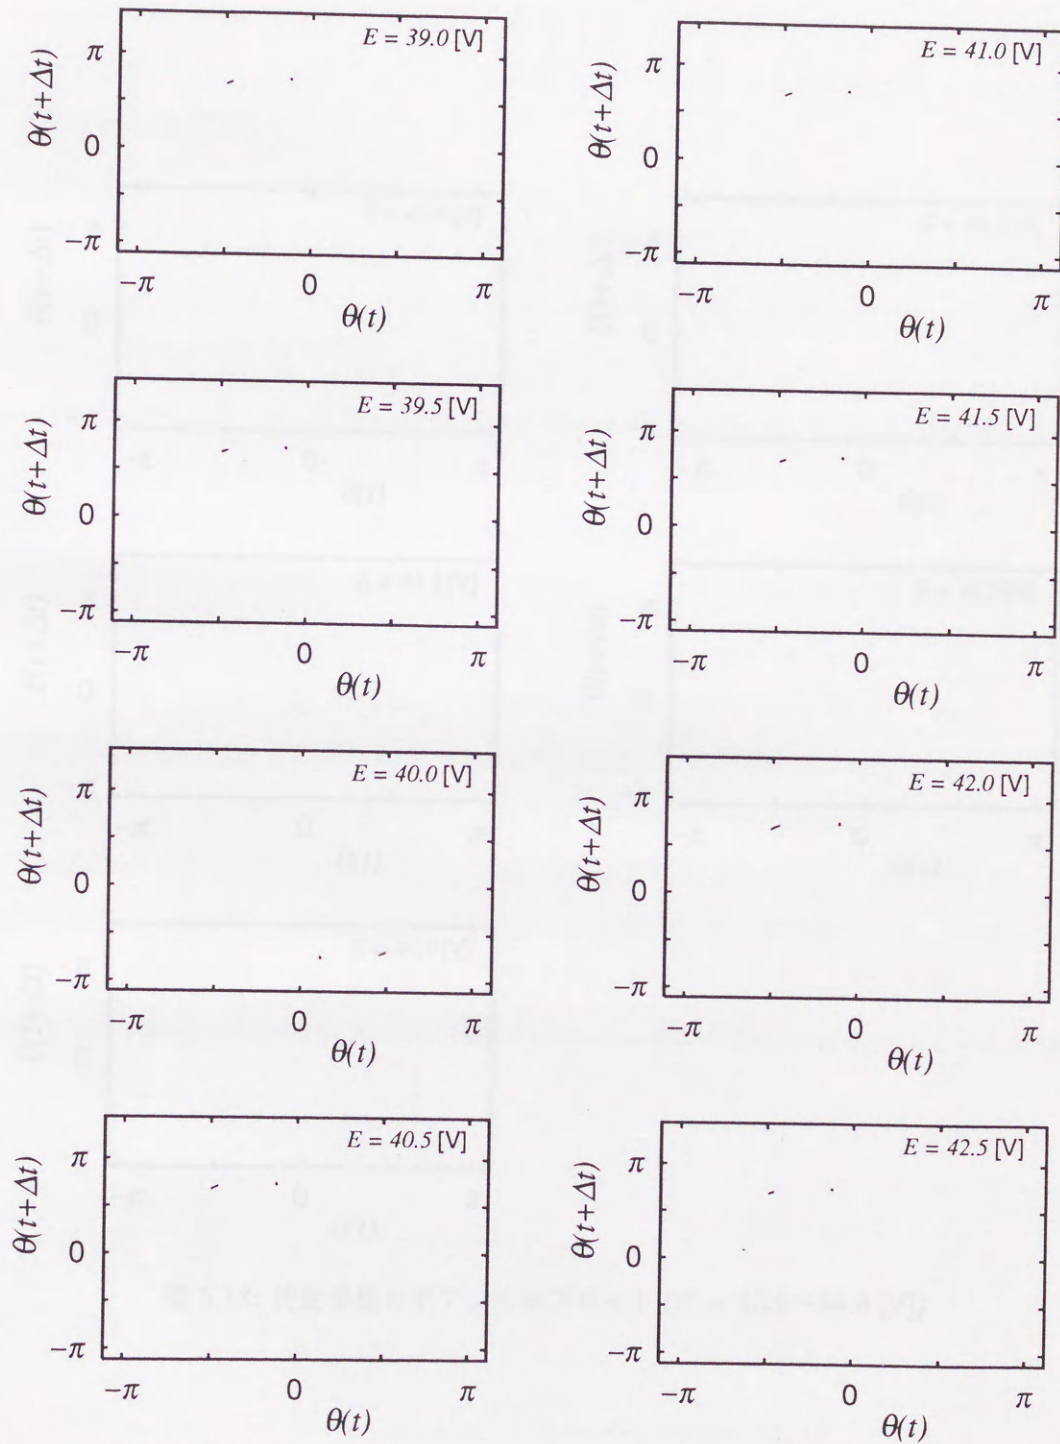 E = 39.0 [V]
θ(t+Δt)
π
0
−π
−π 0 π
θ(t)
E = 39.5 [V]
θ(t+Δt)
π
0
−π
−π 0 π
θ(t)
E = 40.0 [V]
θ(t+Δt)
π
0
−π
−π 0 π
θ(t)
E = 40.5 [V]
θ(t+Δt)
π
0
−π
−π 0 π
θ(t)
E = 41.0 [V]
θ(t+Δt)
π
0
−π
−π 0 π
θ(t)
E = 41.5 [V]
θ(t+Δt)
π
0
−π
−π 0 π
θ(t)
E = 42.0 [V]
θ(t+Δt)
π
0
−π
−π 0 π
θ(t)
E = 42.5 [V]
θ(t+Δt)
π
0
−π
−π 0 π
θ(t)